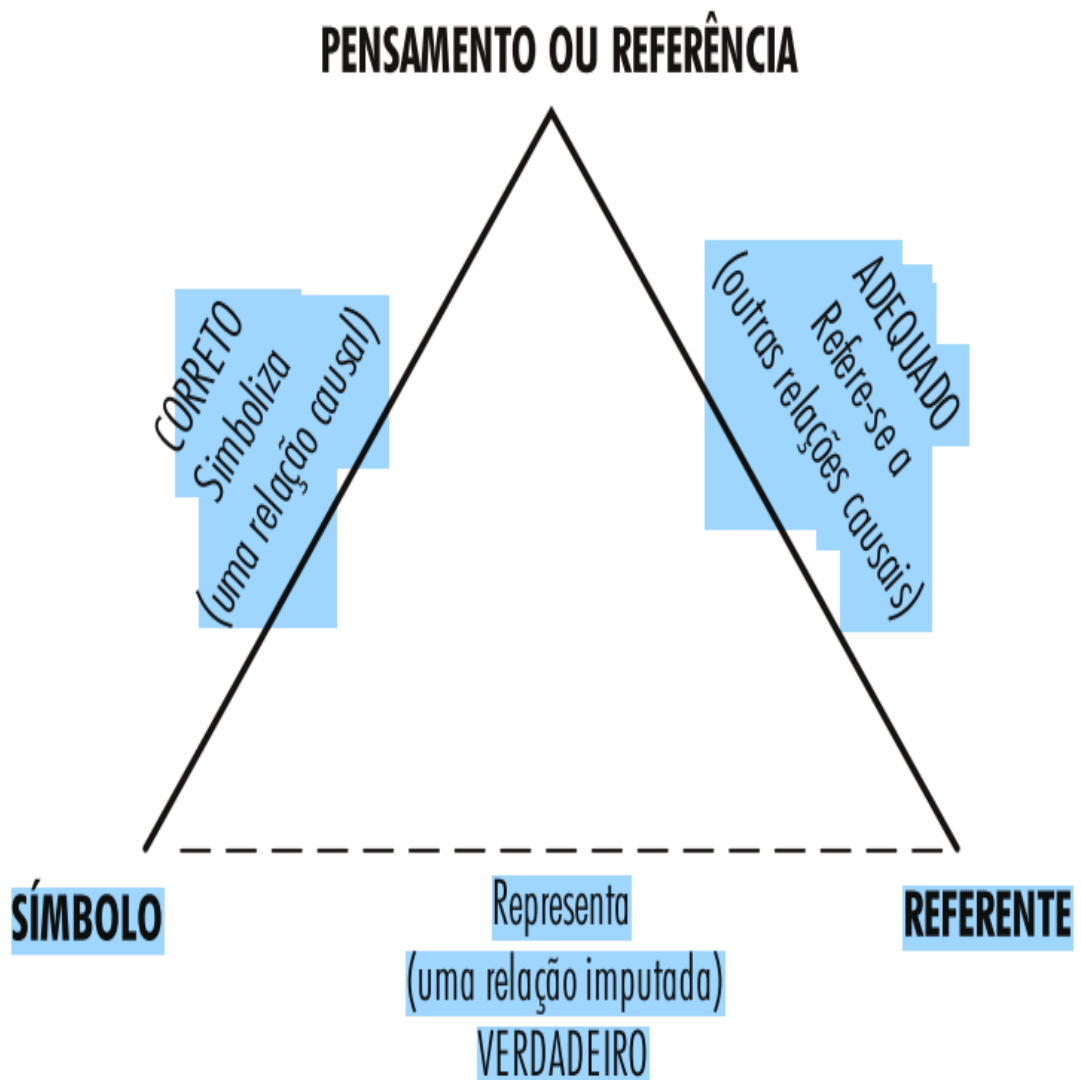 PENSAMENTO OU REFERÊNCIA
CORRETO
Simboliza
(uma relação causal)
ADEQUADO
Refere-se a
(outras relações causais)
SÍMBOLO
Representa
(uma relação imputada)
VERDADEIRO
REFERENTE